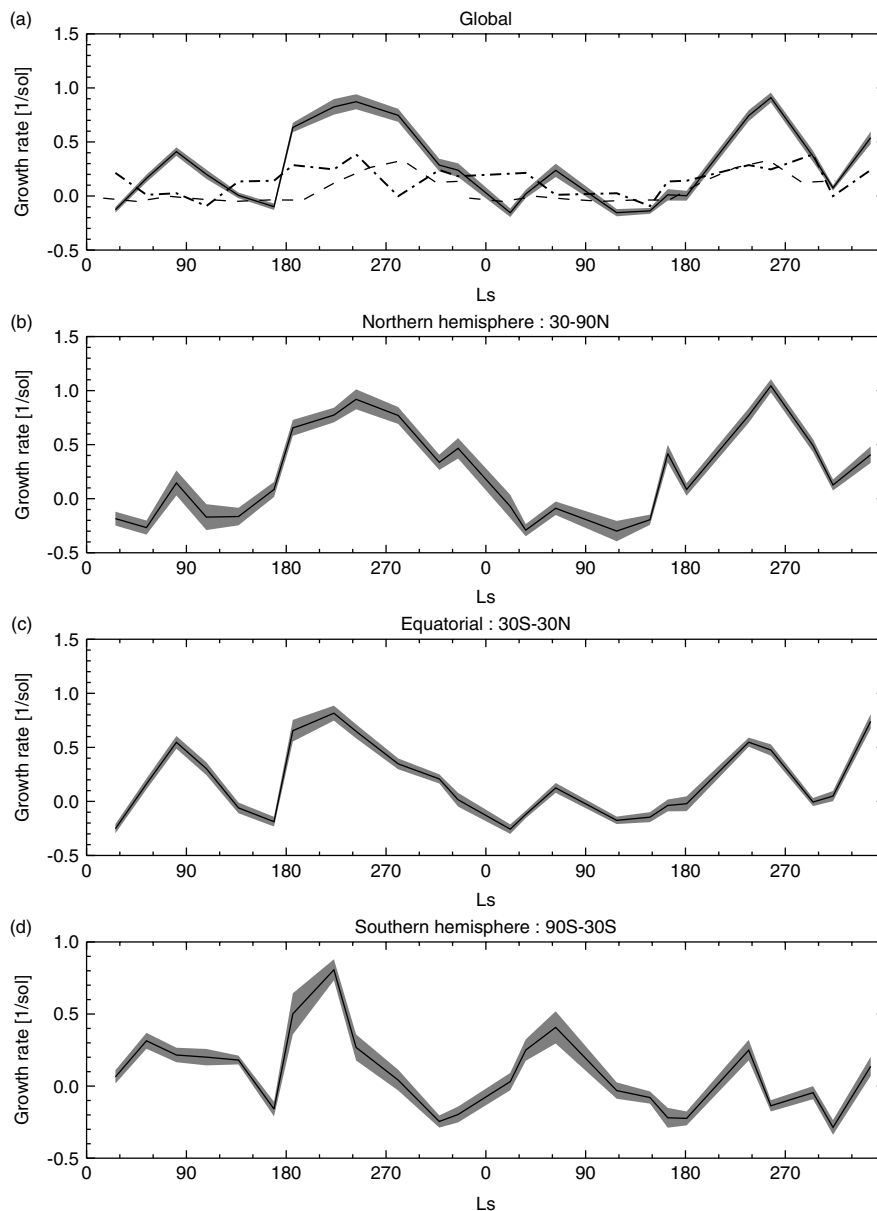 (a)
Global
Growth rate [1/sol]
1.5
1.0
0.5
0.0
-0.5
0 90 180 270 0 90 180 270
Ls
(b)
Northern hemisphere : 30-90N
Growth rate [1/sol]
1.5
1.0
0.5
0.0
-0.5
0 90 180 270 0 90 180 270
Ls
(c)
Equatorial : 30S-30N
Growth rate [1/sol]
1.5
1.0
0.5
0.0
-0.5
0 90 180 270 0 90 180 270
Ls
(d)
Southern hemisphere : 90S-30S
Growth rate [1/sol]
1.0
0.5
0.0
-0.5
0 90 180 270 0 90 180 270
Ls